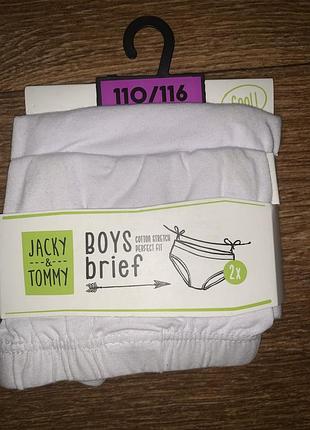 110/116
Cool!
JACKY
&
TOMMY
BOYS
COTTON STRETCH
PERFECT FIT
brief
2x